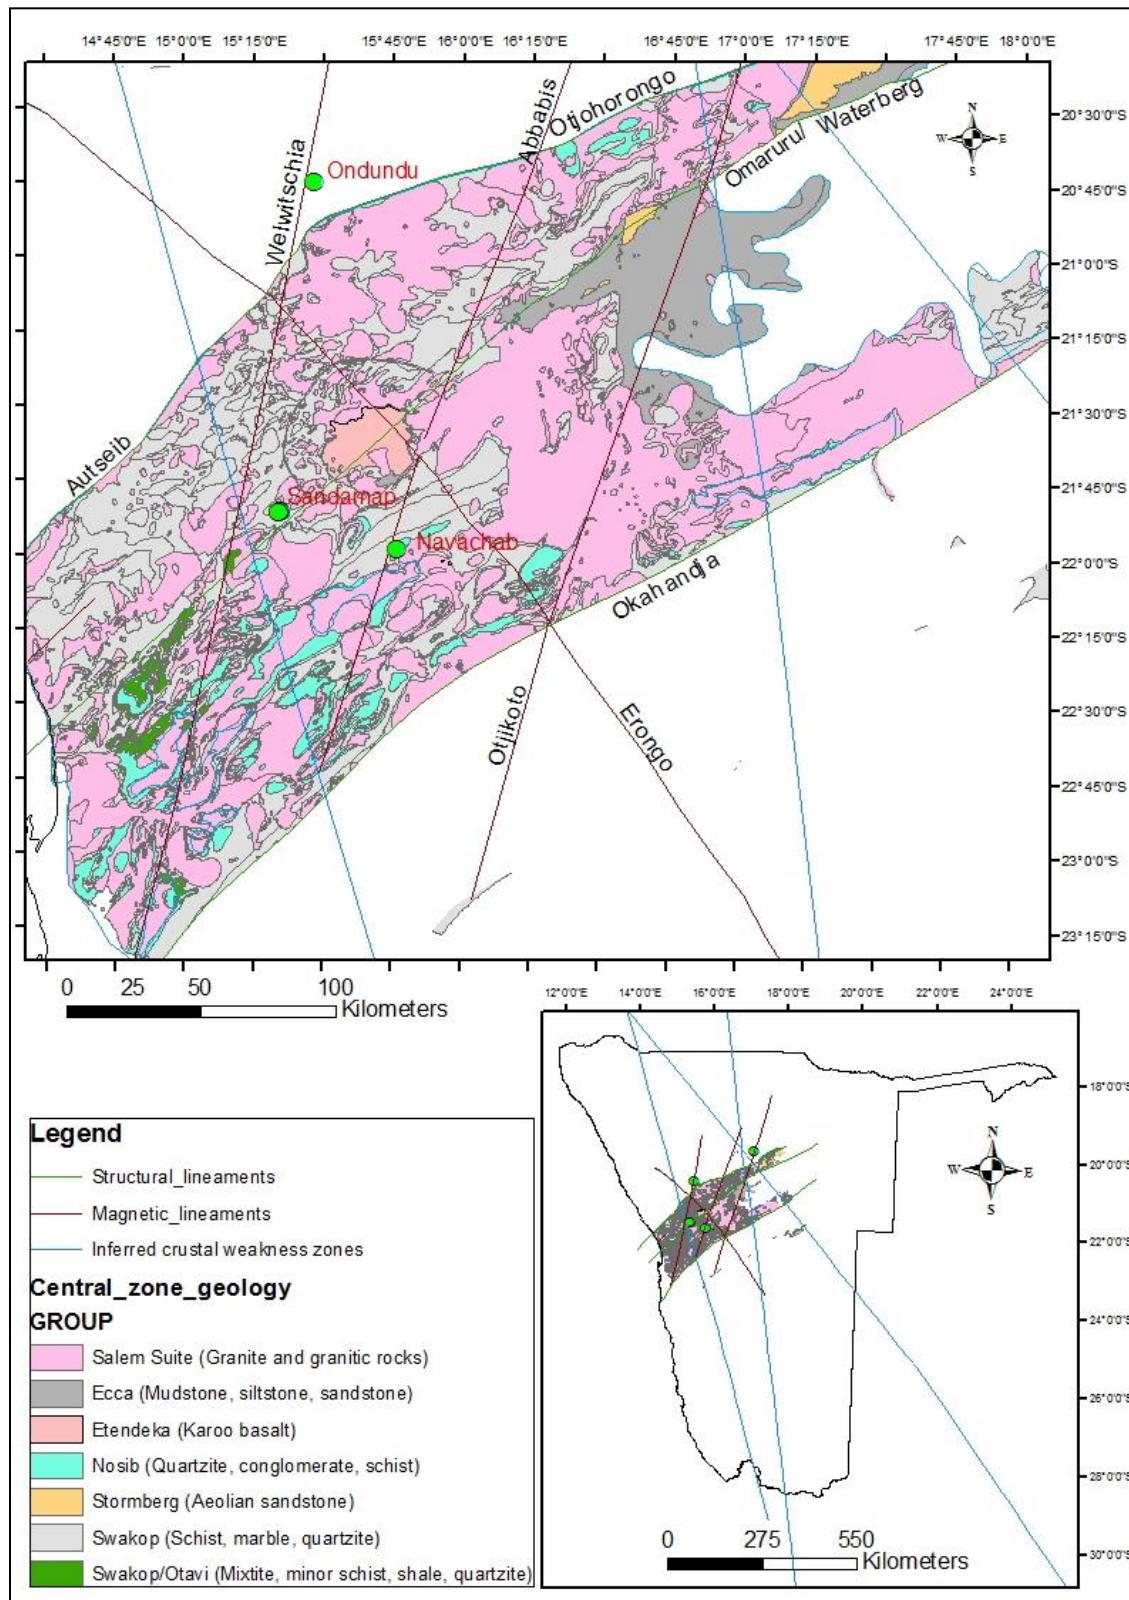 14°45'0"E 15°0'0"E 15°15'0"E 15°45'0"E 16°0'0"E 16°15'0"E 16°45'0"E 17°0'0"E 17°15'0"E 17°45'0"E 18°0'0"E
Welwitschia
Abbabis
Otjohorongo
Omaruru/ Waterberg
N
W E
S
Ondundu
Autseib
Sandamap
Navachab
Okahandja
Otjikoto
Erongo
20°30'0"S
20°45'0"S
21°0'0"S
21°15'0"S
21°30'0"S
21°45'0"S
22°0'0"S
22°15'0"S
22°30'0"S
22°45'0"S
23°0'0"S
23°15'0"S
0 25 50 100
Kilometers
12°0'0"E 14°0'0"E 16°0'0"E 18°0'0"E 20°0'0"E 22°0'0"E 24°0'0"E
18°0'0"S
20°0'0"S
22°0'0"S
24°0'0"S
26°0'0"S
28°0'0"S
30°0'0"S
N
W E
S
0 275 550
Kilometers
Legend
Structural_lineaments
Magnetic_lineaments
Inferred crustal weakness zones
Central_zone_geology
GROUP
Salem Suite (Granite and granitic rocks)
Ecca (Mudstone, siltstone, sandstone)
Etendeka (Karoo basalt)
Nosib (Quartzite, conglomerate, schist)
Stormberg (Aeolian sandstone)
Swakop (Schist, marble, quartzite)
Swakop/Otavi (Mixtite, minor schist, shale, quartzite)